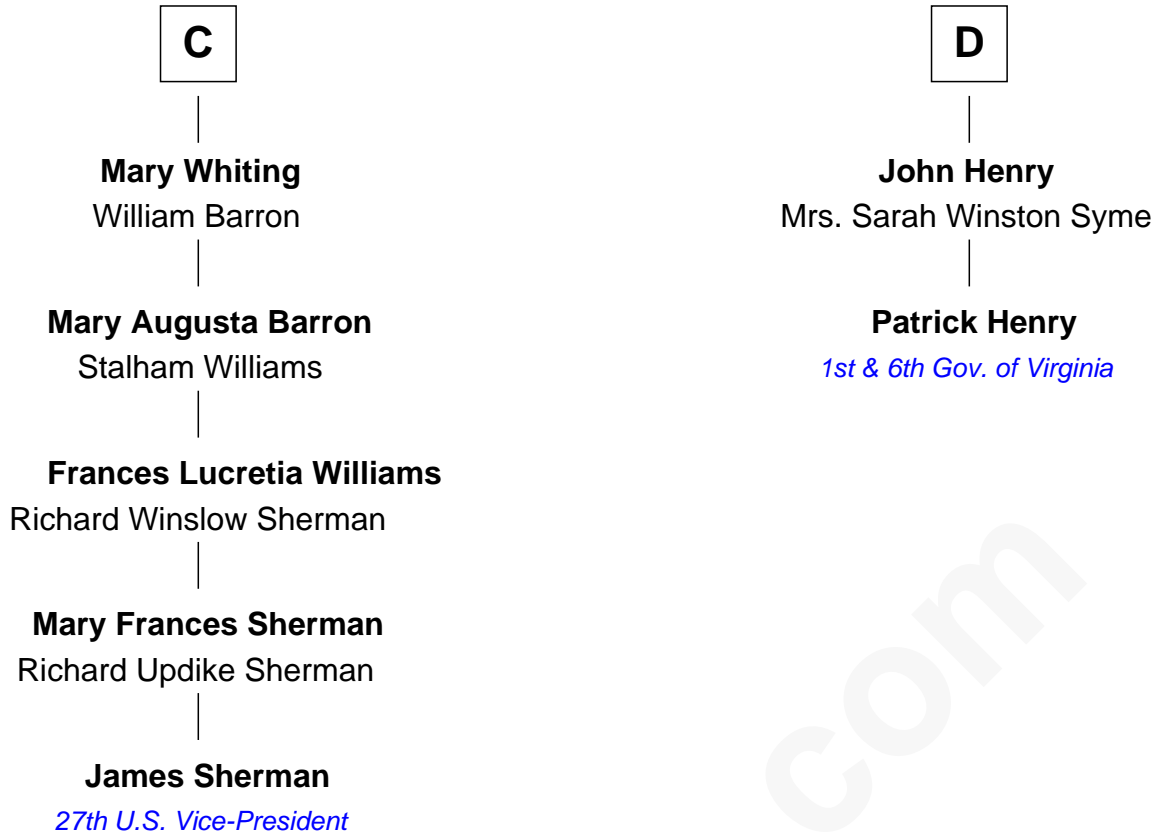 C
Mary Whiting
William Barron
Mary Augusta Barron
Stalham Williams
Frances Lucretia Williams
Richard Winslow Sherman
Mary Frances Sherman
Richard Updike Sherman
James Sherman
27th U.S. Vice-President
D
John Henry
Mrs. Sarah Winston Syme
Patrick Henry
1st & 6th Gov. of Virginia
com